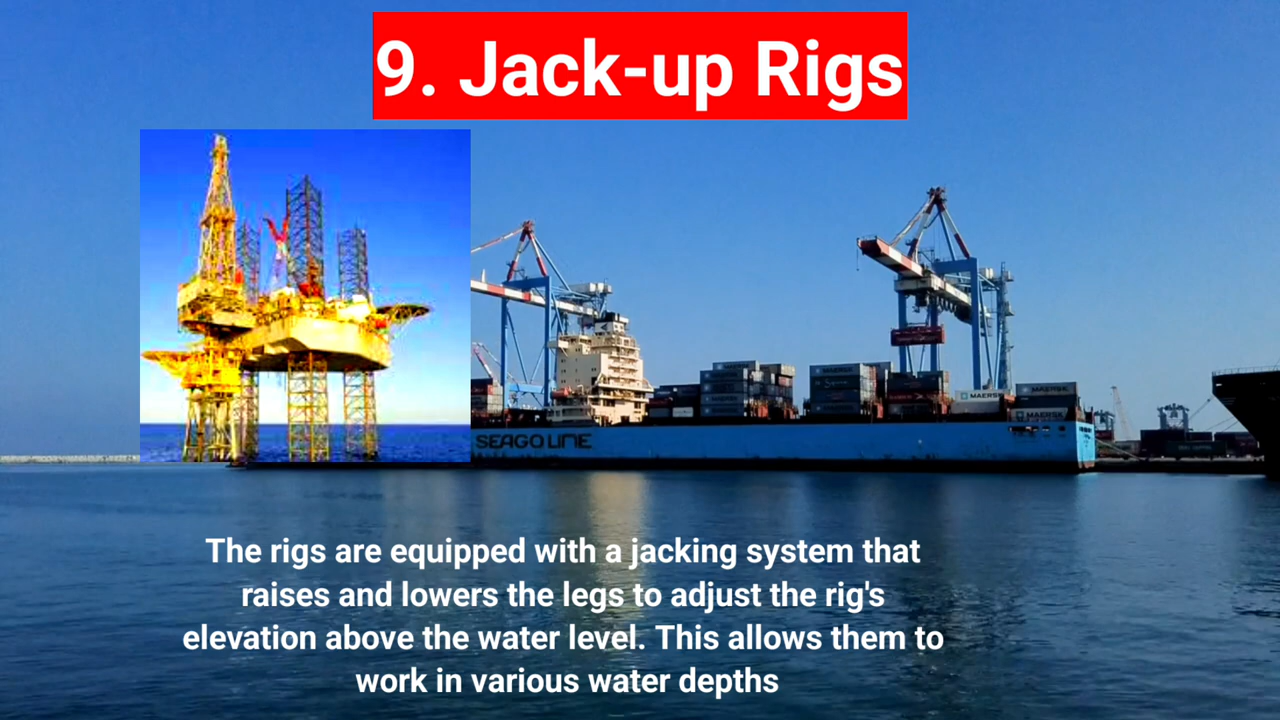 9. Jack-up Rigs
SEAGO LINE
MAERSK
MAERSK
MAERSK
The rigs are equipped with a jacking system that
raises and lowers the legs to adjust the rig's
elevation above the water level. This allows them to
work in various water depths